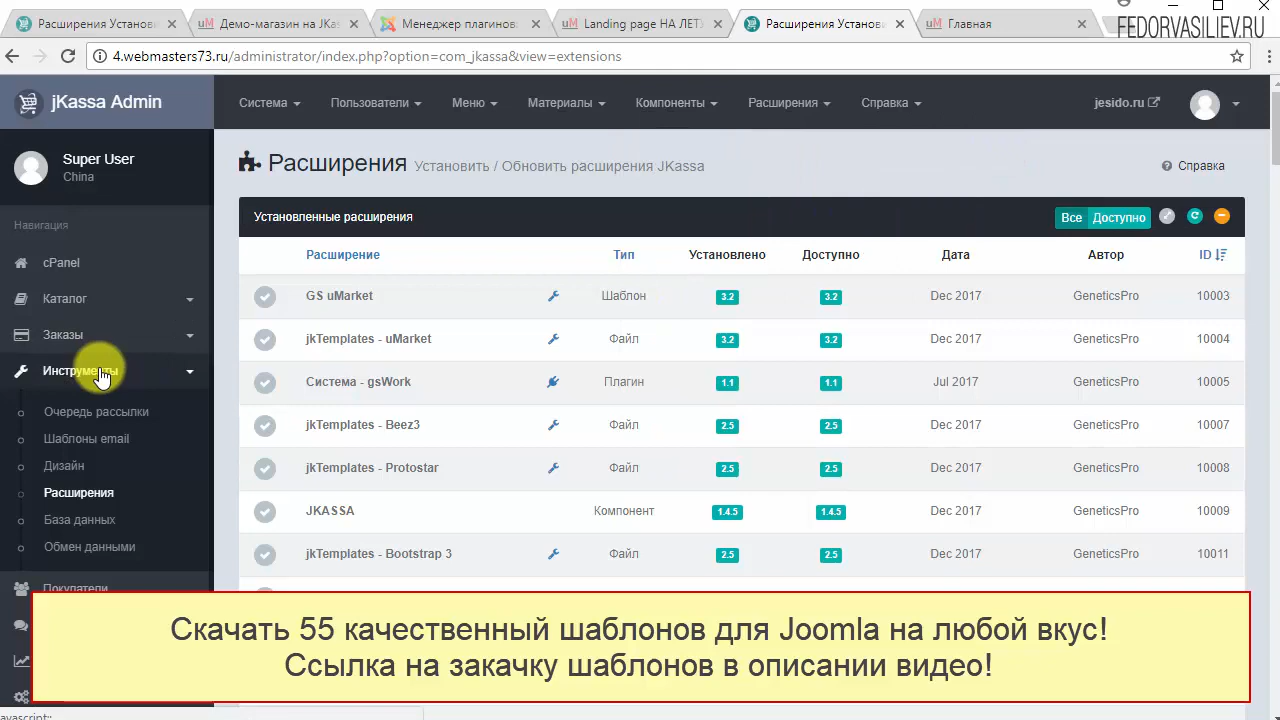 Расширения Установи
Демо-магазин на JKas
Менеджер плагинов:
Landing page НА ЛЕТУ
Расширения Установи
Главная
FEDORVASILIEV.RU
4.webmasters73.ru/administrator/index.php?option=com_jkassa&view=extensions
jKassa Admin
Система Пользователи Меню Материалы Компоненты Расширения Справка jesido.ru
Super User
China
Навигация
cPanel
Каталог
Заказы
Инструменты
Очередь рассылки
Шаблоны email
Дизайн
Расширения
База данных
Обмен данными
Покупатели
Расширения Установить / Обновить расширения JKassa Справка
Установленные расширения Все Доступно
Расширение Тип Установлено Доступно Дата Автор ID
GS uMarket Шаблон 3.2 3.2 Dec 2017 GeneticsPro 10003
jkTemplates - uMarket Файл 3.2 3.2 Dec 2017 GeneticsPro 10004
Система - gsWork Плагин 1.1 1.1 Jul 2017 GeneticsPro 10005
jkTemplates - Beez3 Файл 2.5 2.5 Dec 2017 GeneticsPro 10007
jkTemplates - Protostar Файл 2.5 2.5 Dec 2017 GeneticsPro 10008
JKASSA Компонент 1.4.5 1.4.5 Dec 2017 GeneticsPro 10009
jkTemplates - Bootstrap 3 Файл 2.5 2.5 Dec 2017 GeneticsPro 10011
Скачать 55 качественный шаблонов для Joomla на любой вкус!
Ссылка на закачку шаблонов в описании видео!
avascript:;